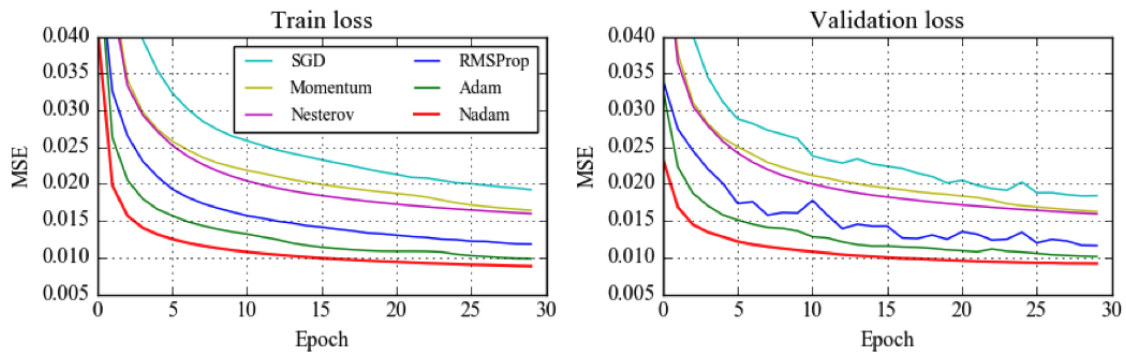 Train loss
0.040
0.035
0.030
0.025
0.020
0.015
0.010
0.005
MSE
SGD
Momentum
Nesterov
RMSProp
Adam
Nadam
0 5 10 15 20 25 30
Epoch
Validation loss
0.040
0.035
0.030
0.025
0.020
0.015
0.010
0.005
MSE
0 5 10 15 20 25 30
Epoch